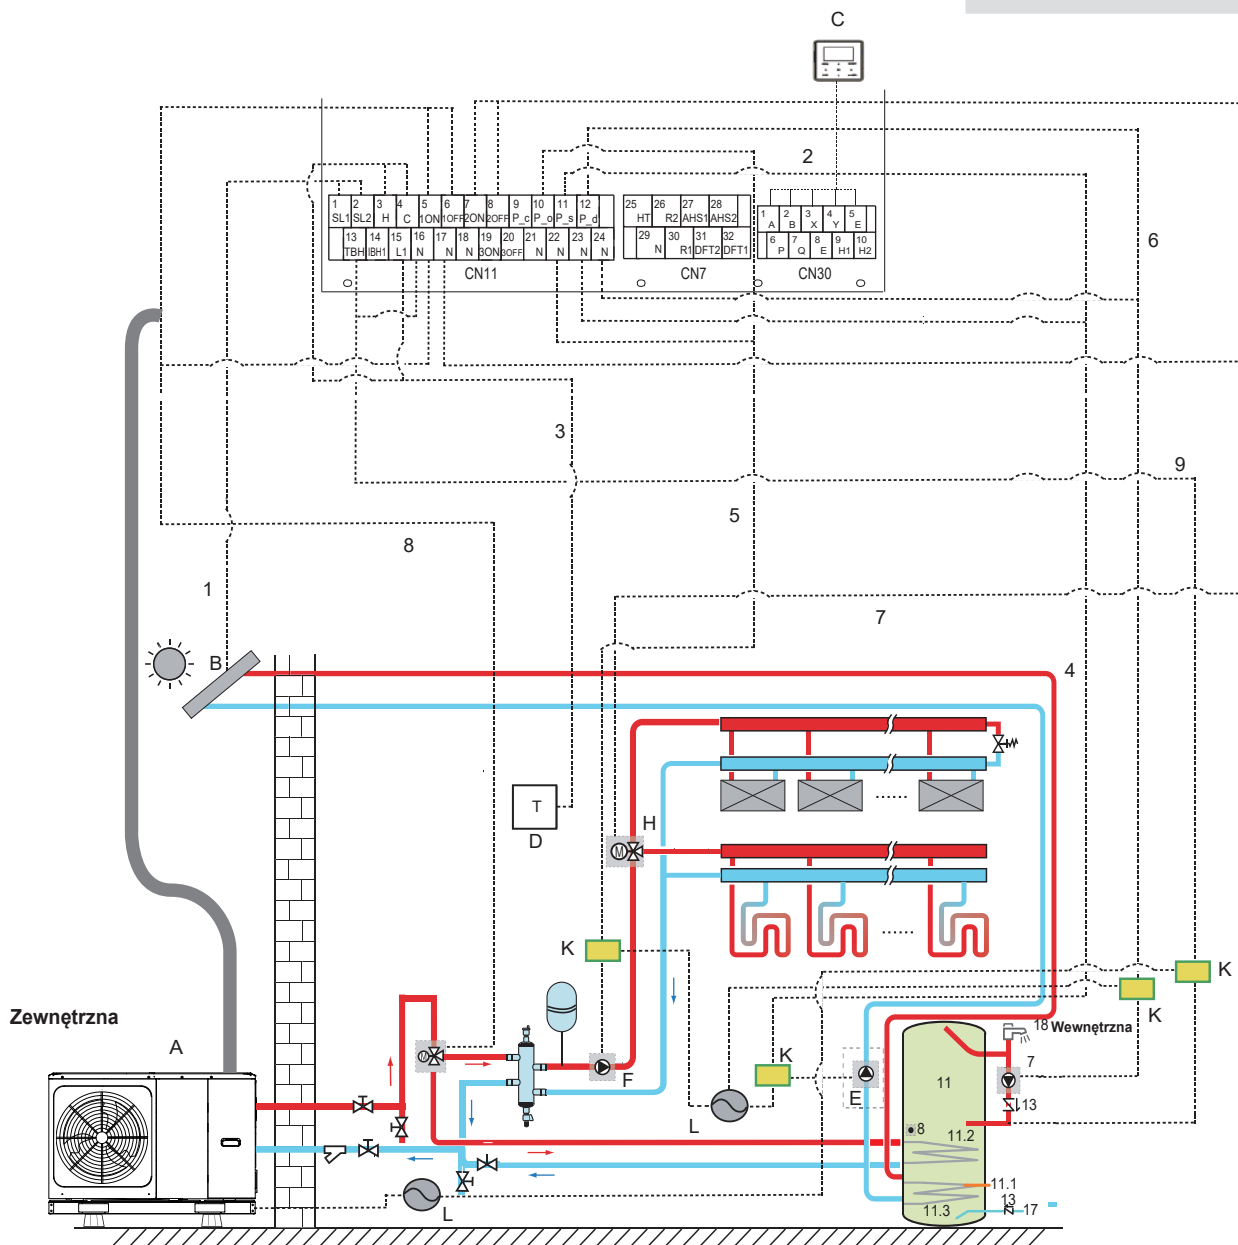 C
2
1 2 3 4 5 6 7 8 9 10 11 12
SL1 SL2 H C 1ON 1OFF 2ON 2OFF P_c P_o P_s P_d
13 14 15 16 17 18 19 20 21 22 23 24
TBH IBH1 L1 N N N 3ON 3OFF N N N N
CN11
25 26 27 28
HT R2 AHS1 AHS2
29 30 31 32
N R1 DFT2 DFT1
CN7
1 2 3 4 5
A B X Y E
6 7 8 9 10
P Q E H1 H2
CN30
6
3
9
5
8
1
7
B
4
T
D
H
M
K
K
K
Zewnętrzna
A
18 Wewnętrzna
M
F
K
7
11
E
L
13
8
11.2
11.1
13
11.3
17
L